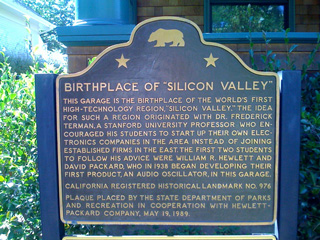 BIRTHPLACE OF "SILICON VALLEY"
THIS GARAGE IS THE BIRTHPLACE OF THE WORLD'S FIRST
HIGH-TECHNOLOGY REGION, "SILICON VALLEY." THE IDEA
FOR SUCH A REGION ORIGINATED WITH DR. FREDERICK
TERMAN, A STANFORD UNIVERSITY PROFESSOR WHO EN-
COURAGED HIS STUDENTS TO START UP THEIR OWN ELEC-
TRONICS COMPANIES IN THE AREA INSTEAD OF JOINING
ESTABLISHED FIRMS IN THE EAST. THE FIRST TWO STUDENTS
TO FOLLOW HIS ADVICE WERE WILLIAM R. HEWLETT AND
DAVID PACKARD, WHO IN 1938 BEGAN DEVELOPING THEIR
FIRST PRODUCT, AN AUDIO OSCILLATOR, IN THIS GARAGE.
CALIFORNIA REGISTERED HISTORICAL LANDMARK NO. 976
PLAQUE PLACED BY THE STATE DEPARTMENT OF PARKS
AND RECREATION IN COOPERATION WITH HEWLETT-
PACKARD COMPANY, MAY 19, 1989.